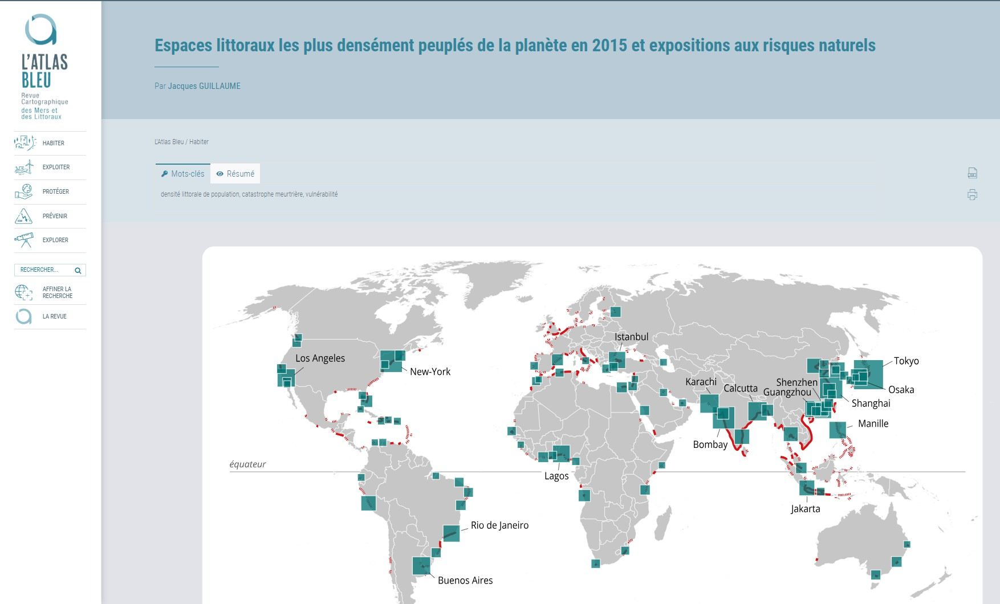 L'ATLAS
BLEU
Revue
Cartographique
des Mers et
des Littoraux
HABITER
EXPLOITER
PROTÉGER
PRÉVENIR
EXPLORER
RECHERCHER...
AFFINER LA
RECHERCHE
LA REVUE
Espaces littoraux les plus densément peuplés de la planète en 2015 et expositions aux risques naturels
Par Jacques GUILLAUME
L'Atlas Bleu / Habiter
Mots-clés
Résumé
densité littorale de population, catastrophe meurtrière, vulnérabilité
Istanbul
Los Angeles
New-York
Tokyo
Karachi
Calcutta
Shenzhen
Guangzhou
Osaka
Shanghai
Manille
Bombay
équateur
Lagos
Jakarta
Rio de Janeiro
Buenos Aires